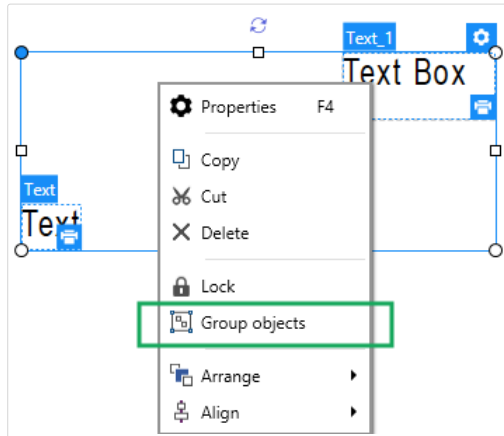 Text_1
Text Box
Properties F4
Copy
Cut
Text
Text
Delete
Lock
Group objects
Arrange
Align